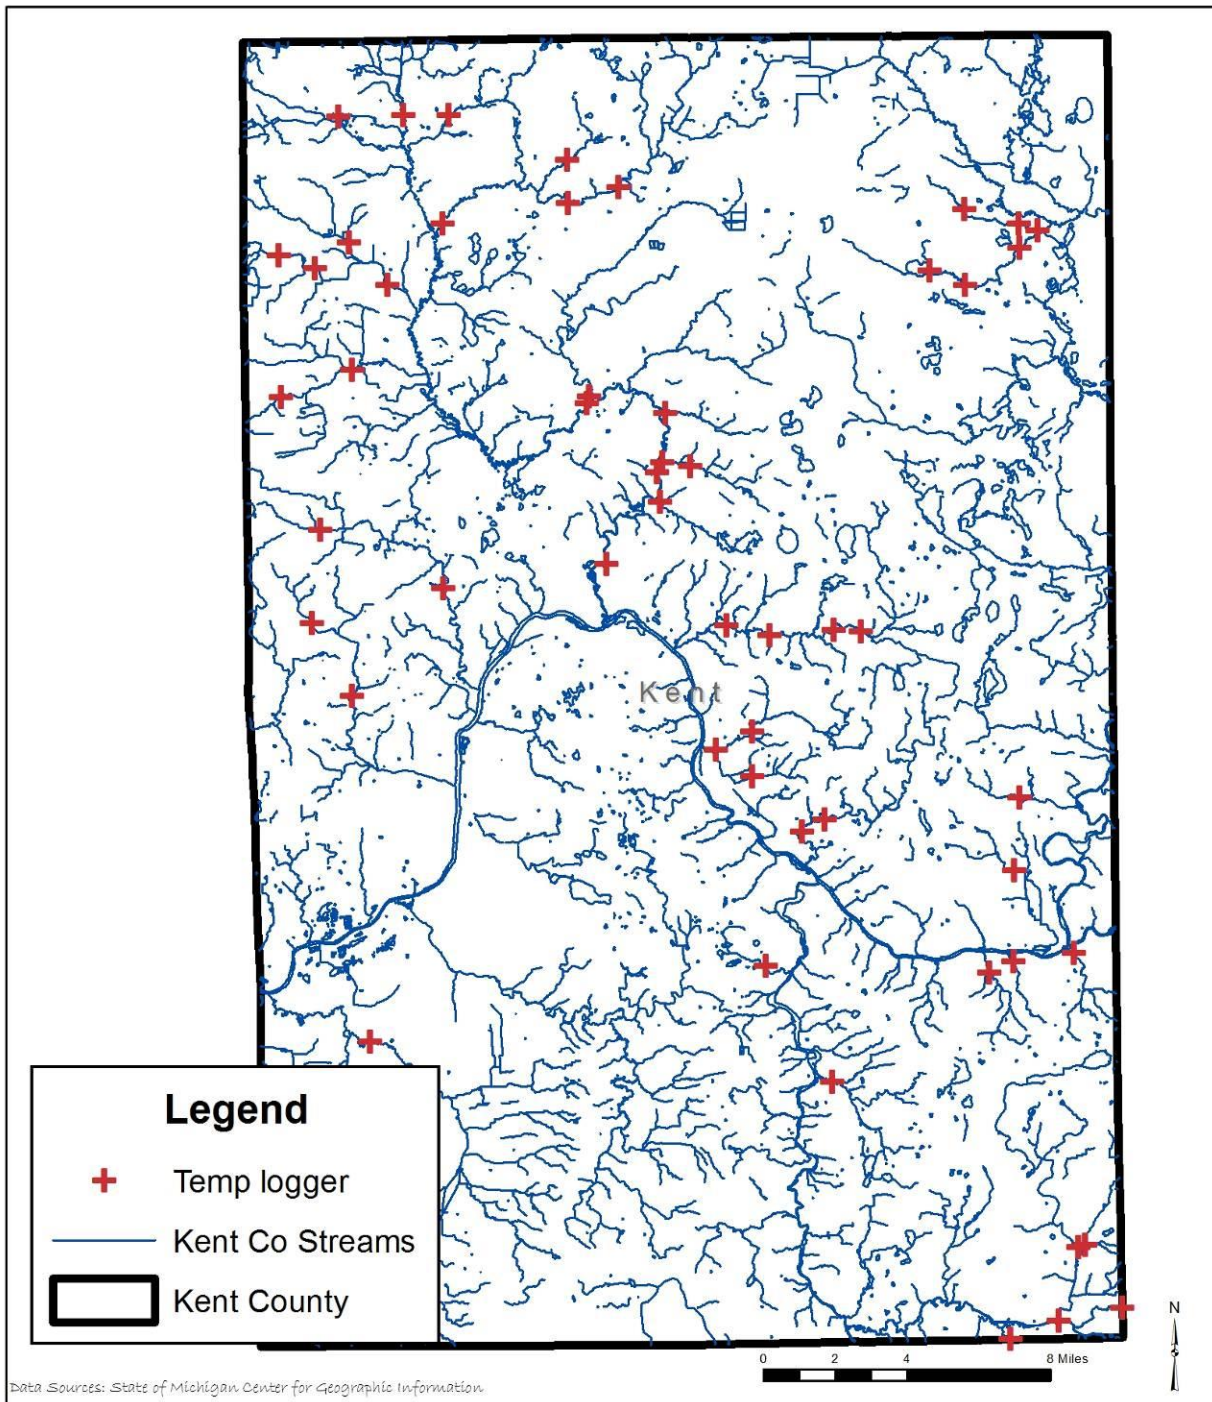 Kent
Legend
Temp logger
Kent Co Streams
Kent County
N
0 2 4 8 Miles
Data Sources: State of Michigan Center for Geographic Information